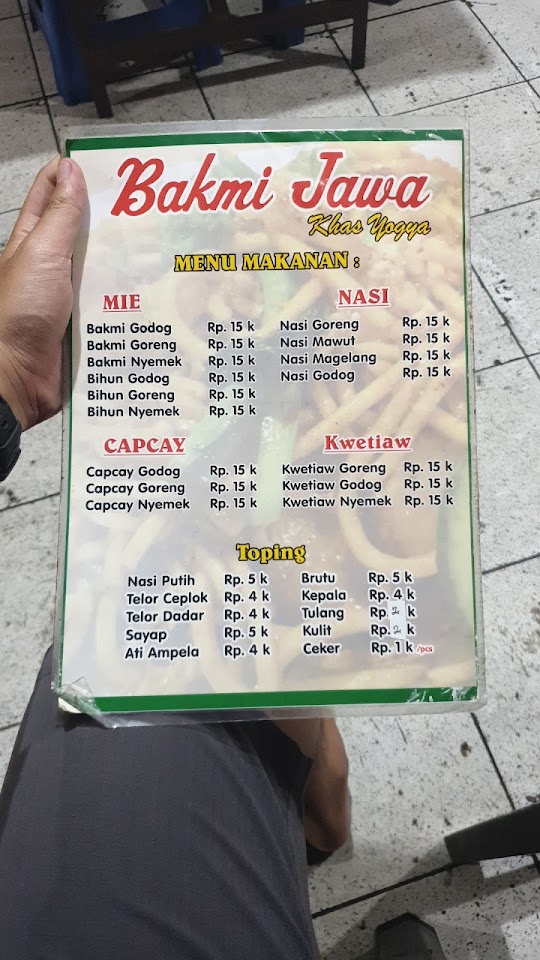 Bakmi Jawa
Khas Yogya
MENU MAKANAN :
MIE
Bakmi Godog Rp. 15 k
Bakmi Goreng Rp. 15 k
Bakmi Nyemek Rp. 15 k
Bihun Godog Rp. 15 k
Bihun Goreng Rp. 15 k
Bihun Nyemek Rp. 15 k
NASI
Nasi Goreng Rp. 15 k
Nasi Mawut Rp. 15 k
Nasi Magelang Rp. 15 k
Nasi Godog Rp. 15 k
CAPCAY
Capcay Godog Rp. 15 k
Capcay Goreng Rp. 15 k
Capcay Nyemek Rp. 15 k
Kwetiaw
Kwetiaw Goreng Rp. 15 k
Kwetiaw Godog Rp. 15 k
Kwetiaw Nyemek Rp. 15 k
Toping
Nasi Putih Rp. 5 k
Telor Ceplok Rp. 4 k
Telor Dadar Rp. 4 k
Sayap Rp. 5 k
Ati Ampela Rp. 4 k
Brutu Rp. 5 k
Kepala Rp. 4 k
Tulang Rp. 2 k
Kulit Rp. 2 k
Ceker Rp. 1 k /pcs